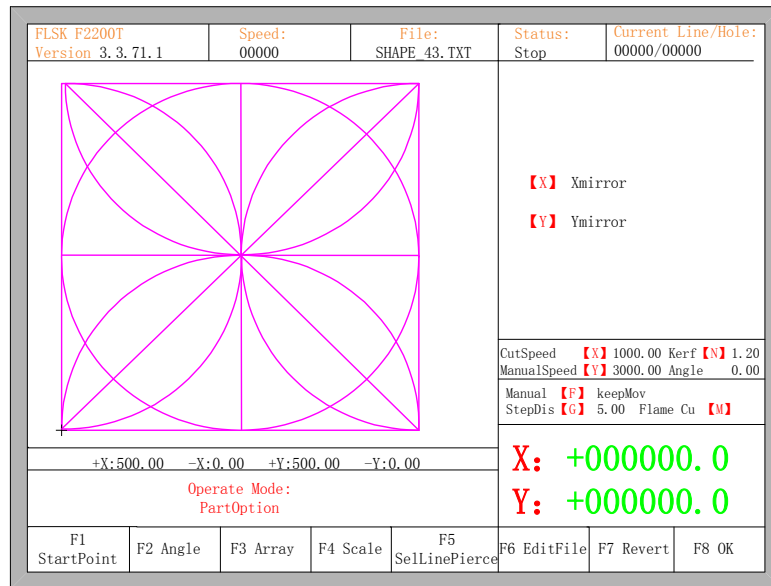 FLSK F2200T
Version 3.3.71.1
Speed:
00000
File:
SHAPE_43.TXT
Status:
Stop
Current Line/Hole:
00000/00000
【X】 Xmirror
【Y】 Ymirror
CutSpeed 【X】 1000.00 Kerf 【N】 1.20
ManualSpeed 【Y】 3000.00 Angle 0.00
Manual 【F】 keepMov
StepDis 【G】 5.00 Flame Cu 【M】
+X:500.00 -X:0.00 +Y:500.00 -Y:0.00
Operate Mode:
PartOption
X: +000000.0
Y: +000000.0
F1
StartPoint
F2 Angle
F3 Array
F4 Scale
F5
SelLinePierce
F6 EditFile
F7 Revert
F8 OK